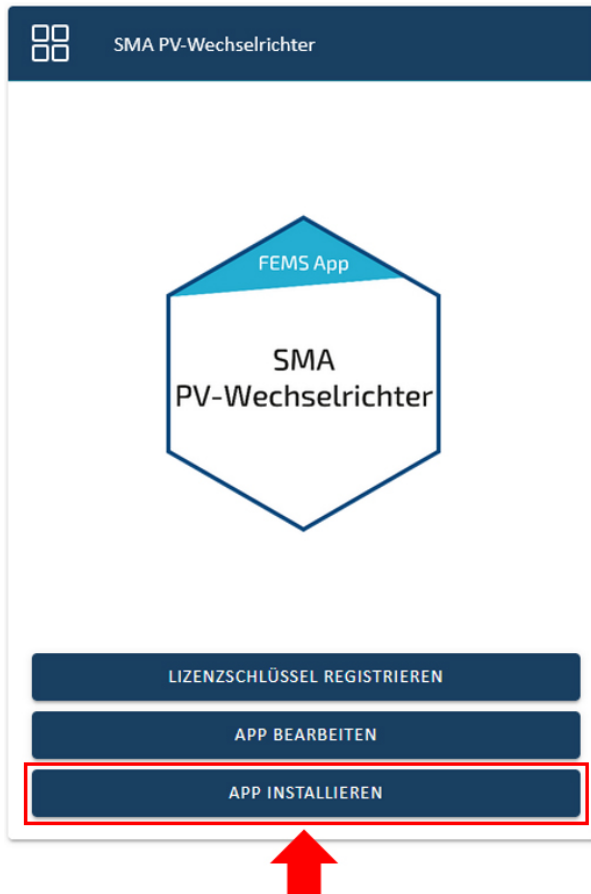 SMA PV-Wechselrichter
FEMS App
SMA
PV-Wechselrichter
LIZENZSCHLÜSSEL REGISTRIEREN
APP BEARBEITEN
APP INSTALLIEREN